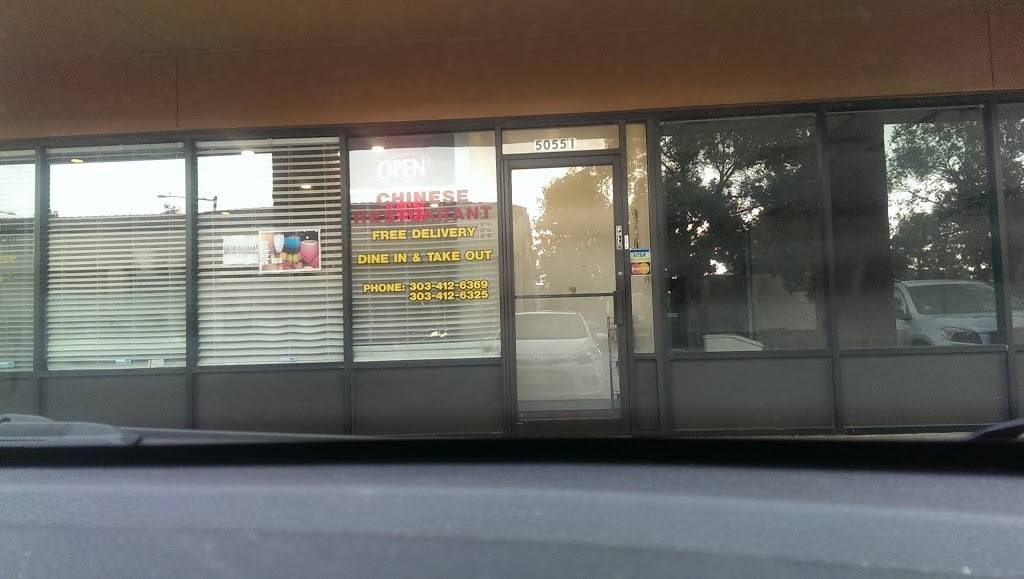 5055 I
OPEN
CHINESE
RESTAURANT
FREE DELIVERY
DINE IN & TAKE OUT
PHONE: 303-412-6369
303-412-6325
VISA